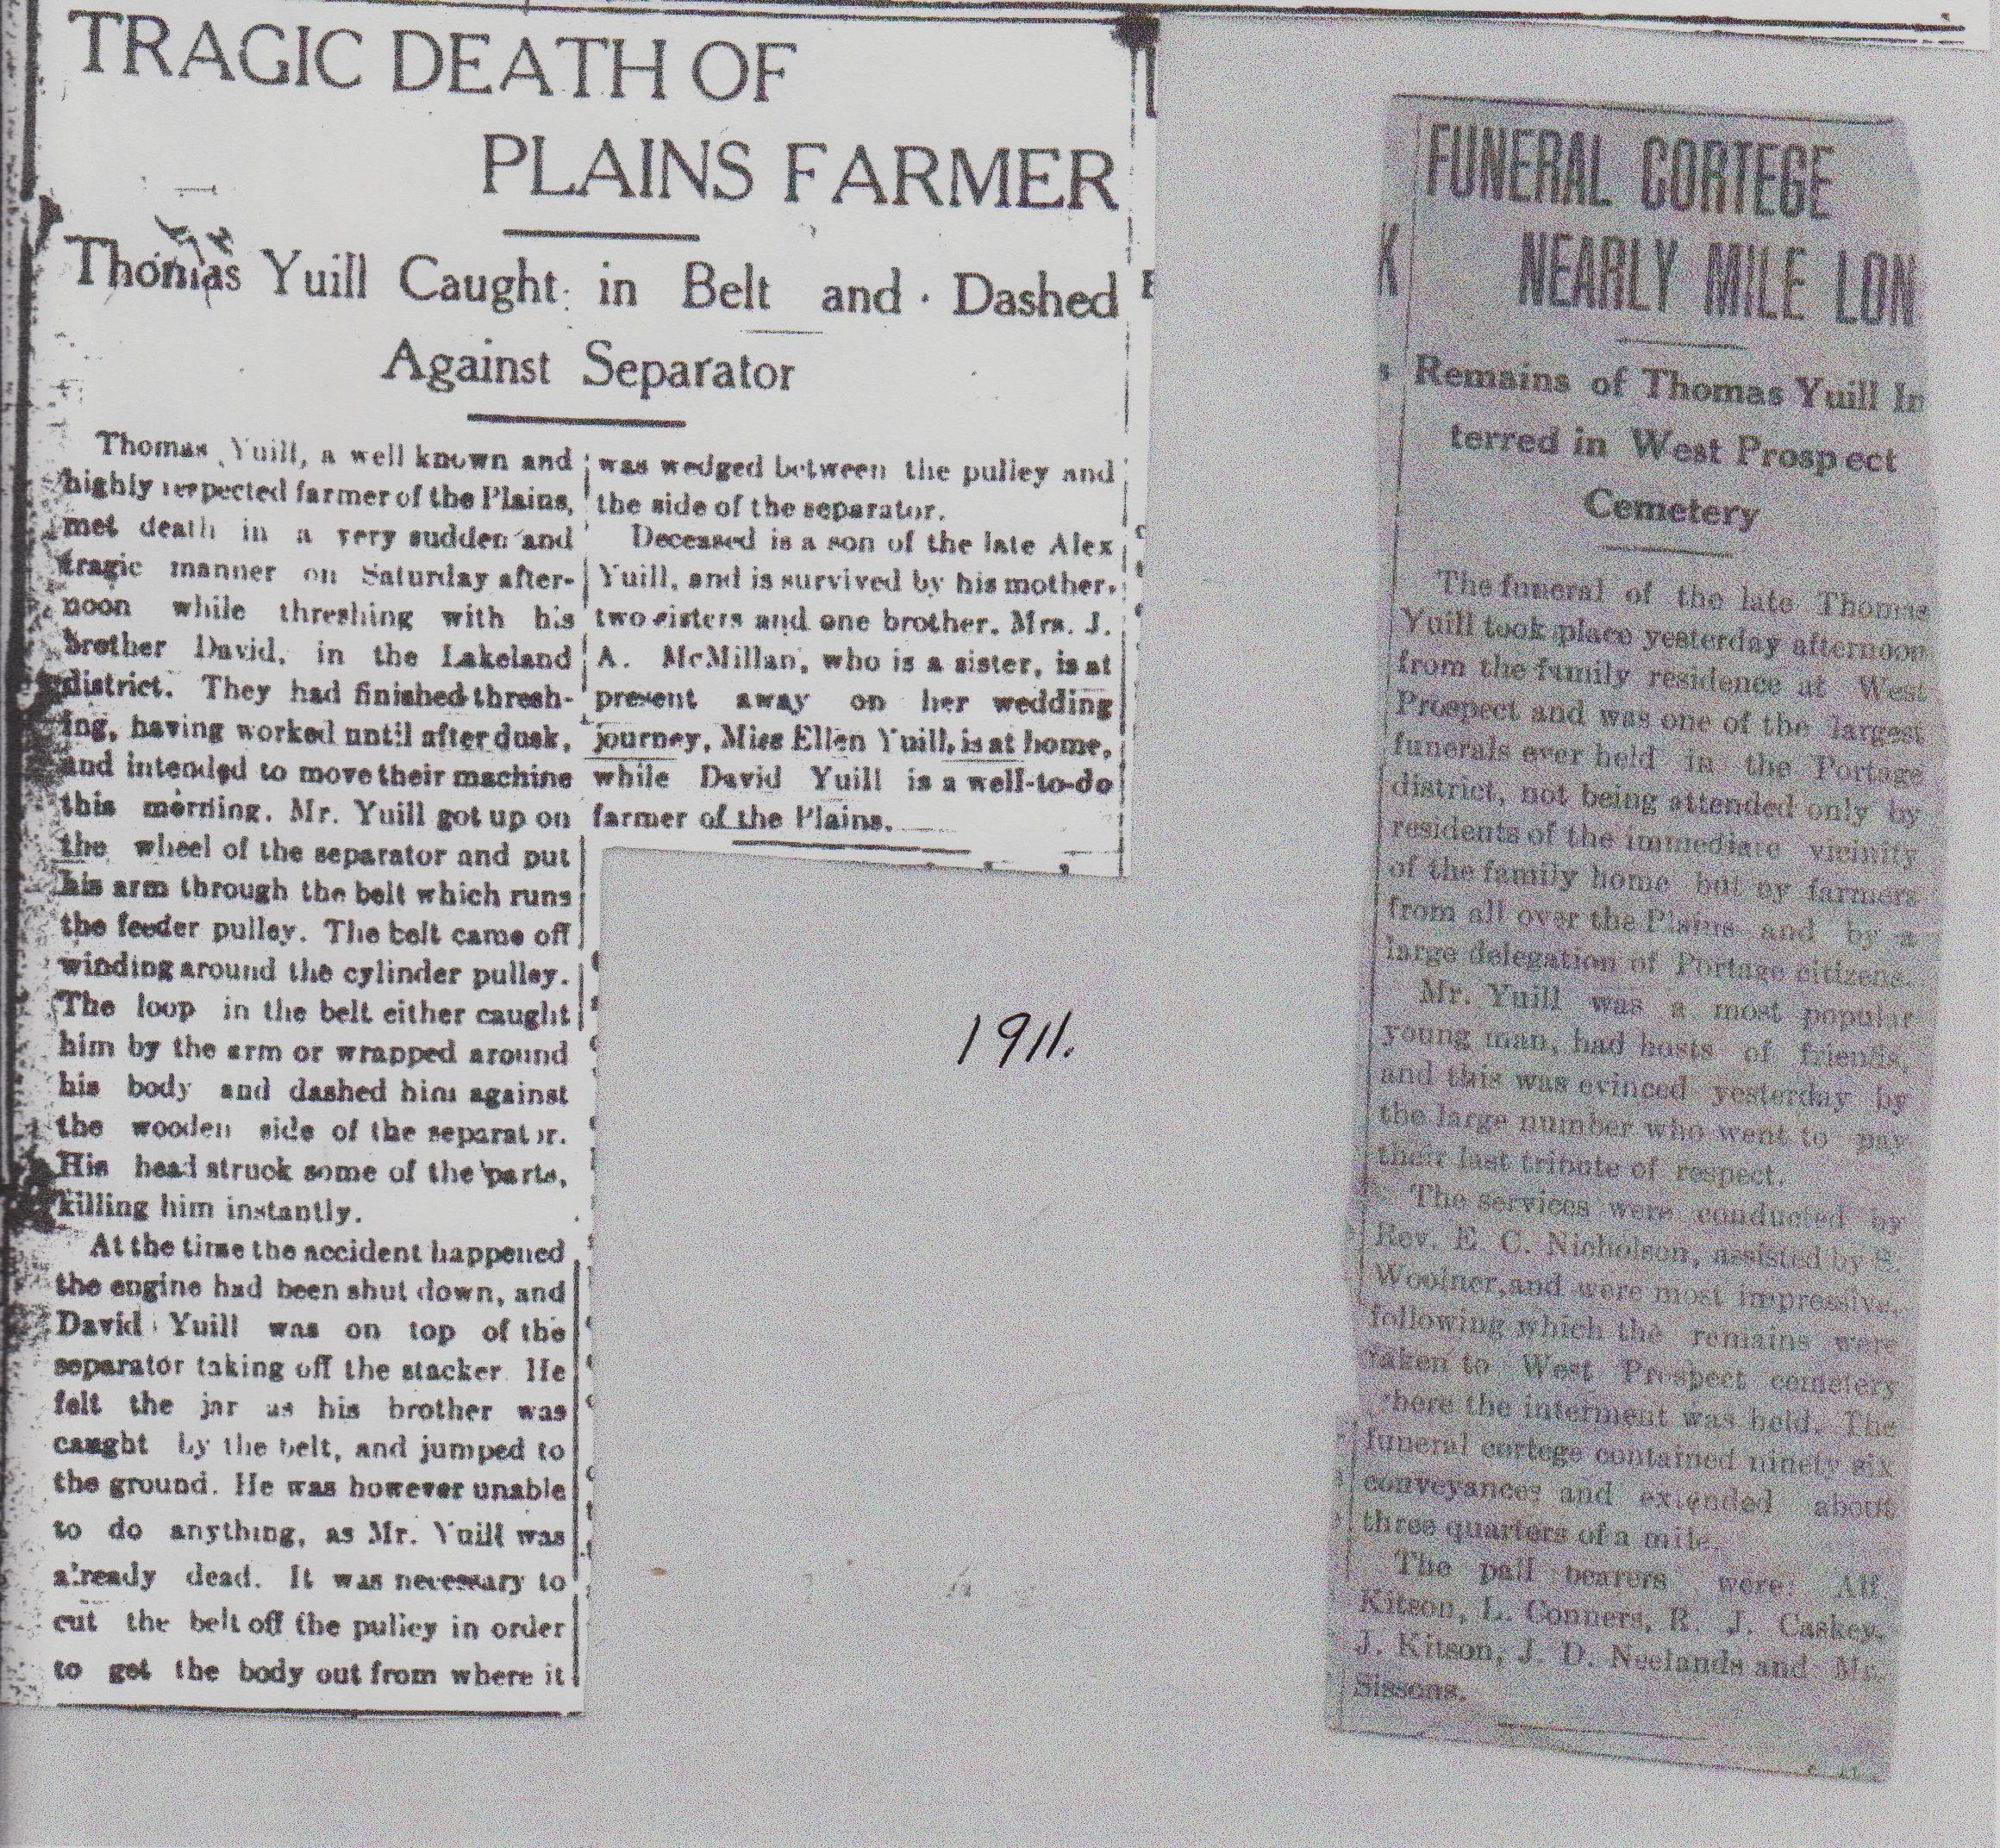 TRAGIC DEATH OF
PLAINS FARMER
Thomas Yuill Caught in Belt and Dashed
Against Separator
Thomas Yuill, a well known and
highly respected farmer of the Plains,
met death in a very sudden and
tragic manner on Saturday after-
noon while threshing with his
brother David, in the Lakeland
district. They had finished thresh-
ing, having worked until after dusk,
and intended to move their machine
this morning. Mr. Yuill got up on
the wheel of the separator and put
his arm through the belt which runs
the feeder pulley. The belt came off
winding around the cylinder pulley.
The loop in the belt either caught
him by the arm or wrapped around
his body and dashed him against
the wooden side of the separator.
His head struck some of the parts,
killing him instantly.
At the time the accident happened
the engine had been shut down, and
David Yuill was on top of the
separator taking off the stacker. He
felt the jar as his brother was
caught by the belt, and jumped to
the ground. He was however unable
to do anything, as Mr. Yuill was
already dead. It was necessary to
cut the belt off the pulley in order
to get the body out from where it
was wedged between the pulley and
the side of the separator.
Deceased is a son of the late Alex
Yuill, and is survived by his mother,
two sisters and one brother. Mrs. J.
A. McMillan, who is a sister, is at
present away on her wedding
journey, Miss Ellen Yuill, is at home,
while David Yuill is a well-to-do
farmer of the Plains.
1911.
FUNERAL CORTEGE
NEARLY MILE LON
Remains of Thomas Yuill In
terred in West Prospect
Cemetery
The funeral of the late Thomas
Yuill took place yesterday afternoon
from the family residence at West
Prospect and was one of the largest
funerals ever held in the Portage
district, not being attended only by
residents of the immediate vicinity
of the family home but by farmers
from all over the Plains and by a
large delegation of Portage citizens.
Mr. Yuill was a most popular
young man, had hosts of friends,
and this was evinced yesterday by
the large number who went to pay
their last tribute of respect.
The services were conducted by
Rev. E. C. Nicholson, assisted by S.
Woolner, and were most impressive,
following which the remains were
taken to West Prospect cemetery
where the interment was held. The
funeral cortege contained ninety six
conveyances and extended about
three quarters of a mile.
The pall bearers were: Alf.
Kitson, L. Conners, R. J. Caskey,
J. Kitson, J. D. Neelands and Mr.
Sissons.